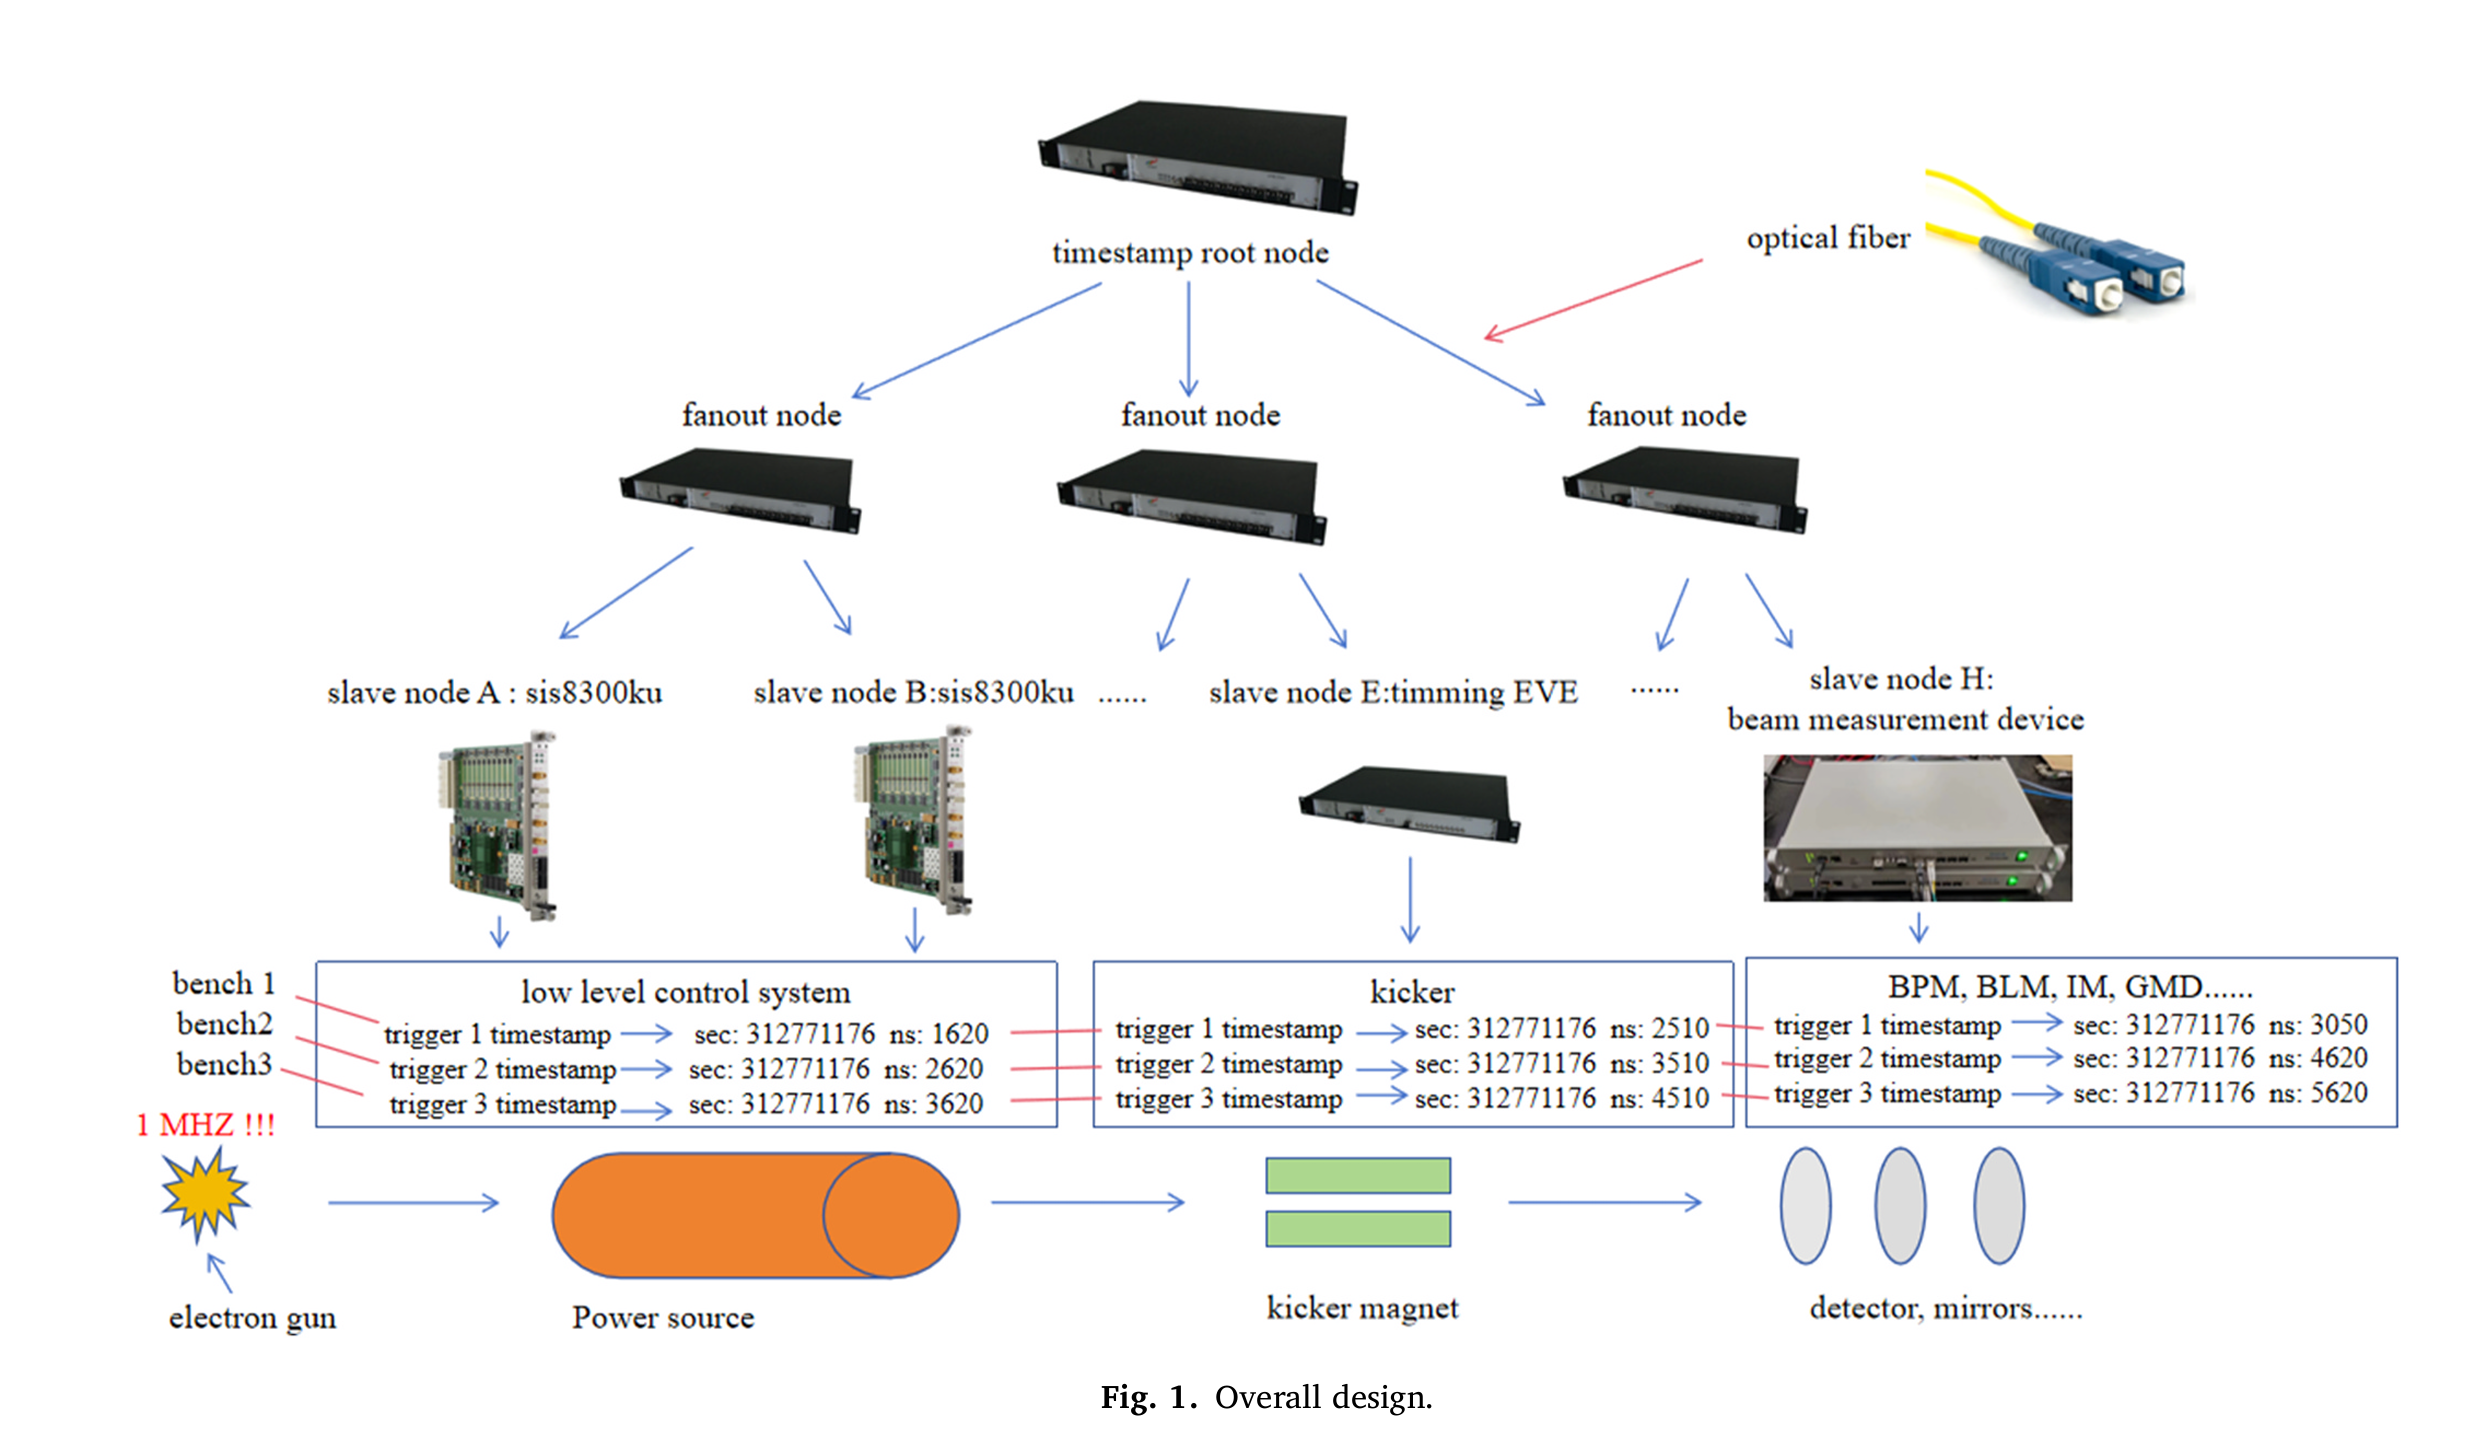 timestamp root node
optical fiber
fanout node
fanout node
fanout node
slave node A : sis8300ku
slave node B:sis8300ku
......
slave node E:timming EVE
......
slave node H:
beam measurement device
bench 1
bench2
bench3
1 MHZ !!!
low level control system
trigger 1 timestamp sec: 312771176 ns: 1620
trigger 2 timestamp sec: 312771176 ns: 2620
trigger 3 timestamp sec: 312771176 ns: 3620
kicker
trigger 1 timestamp sec: 312771176 ns: 2510
trigger 2 timestamp sec: 312771176 ns: 3510
trigger 3 timestamp sec: 312771176 ns: 4510
BPM, BLM, IM, GMD......
trigger 1 timestamp sec: 312771176 ns: 3050
trigger 2 timestamp sec: 312771176 ns: 4620
trigger 3 timestamp sec: 312771176 ns: 5620
electron gun
Power source
kicker magnet
detector, mirrors......
Fig. 1. Overall design.